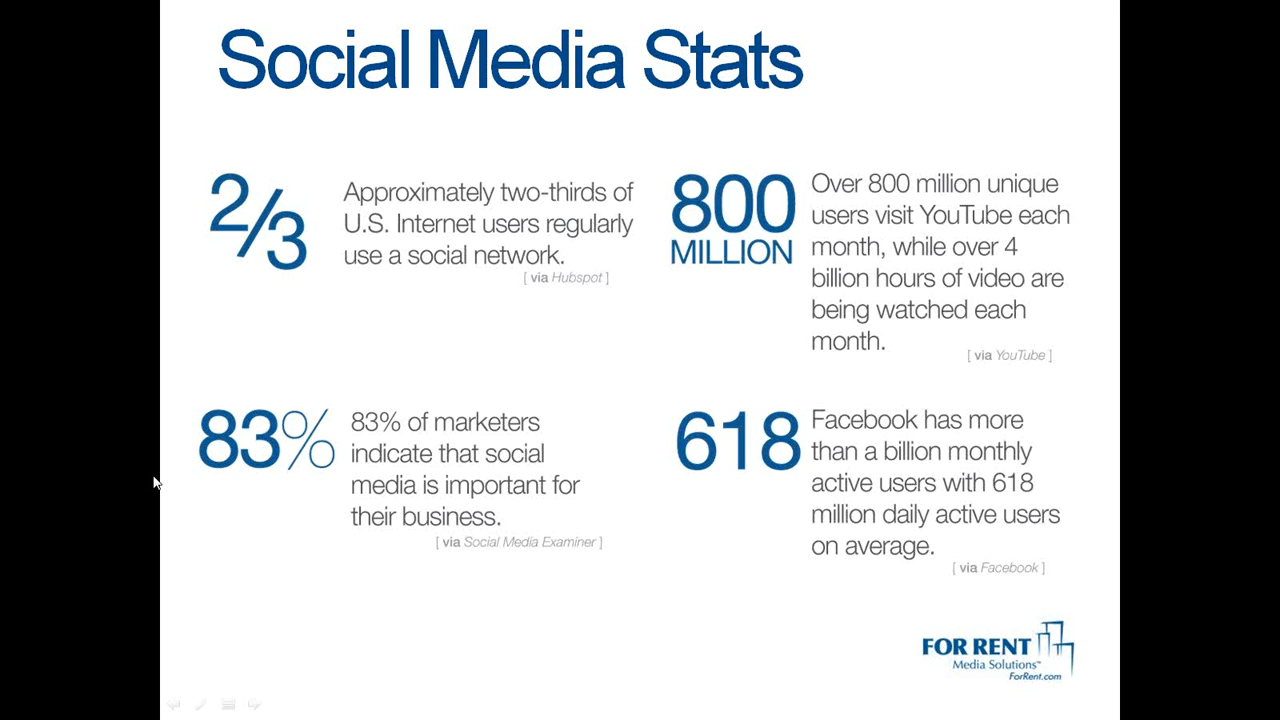 Social Media Stats
2/3
Approximately two-thirds of
U.S. Internet users regularly
use a social network.
[ via Hubspot ]
800
MILLION
Over 800 million unique
users visit YouTube each
month, while over 4
billion hours of video are
being watched each
month.
[ via YouTube ]
83%
83% of marketers
indicate that social
media is important for
their business.
[ via Social Media Examiner ]
618
Facebook has more
than a billion monthly
active users with 618
million daily active users
on average.
[ via Facebook ]
FOR RENT
Media Solutions™
ForRent.com